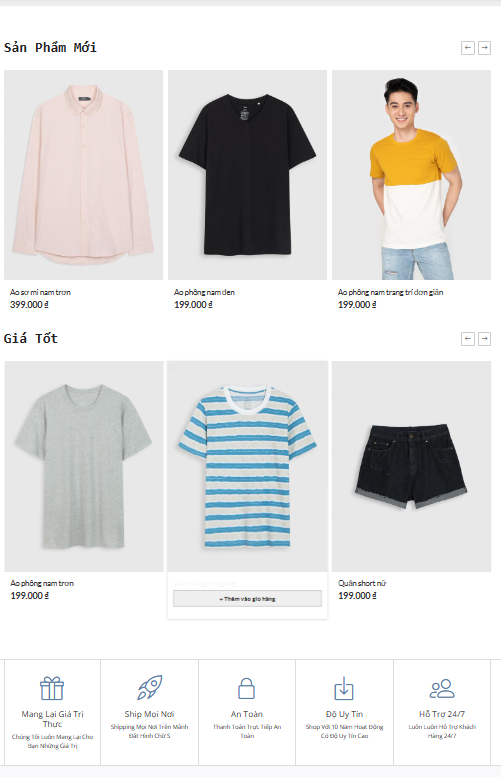 Sản Phẩm Mới
Áo sơ mi nam trơn
399.000 ₫
Áo phông nam đen
199.000 ₫
Áo phông nam trang trí đơn giản
199.000 ₫
Giá Tốt
Áo phông nam trơn
199.000 ₫
+ Thêm vào giỏ hàng
Quần short nữ
199.000 ₫
Mang Lại Giá Trị
Thực
Chúng Tôi Luôn Mang Lại Cho
Bạn Những Giá Trị
Ship Mọi Nơi
Shipping Mọi Nơi Trên Mảnh
Đất Hình Chữ S
An Toàn
Thanh Toán Trực Tiếp An
Toàn
Độ Uy Tín
Shop Với 10 Năm Hoạt Động
Có Độ Uy Tín Cao
Hỗ Trợ 24/7
Luôn Luôn Hỗ Trợ Khách
Hàng 24/7